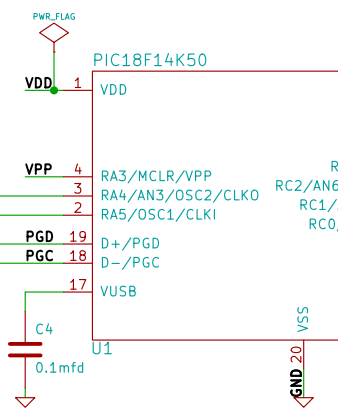 PWR_FLAG
PIC18F14K50
VDD 1 VDD
VPP 4 RA3/MCLR/VPP
3 RA4/AN3/OSC2/CLKO
2 RA5/OSC1/CLKI
R
RC2/AN6
RC1/
RC0/
PGD 19 D+/PGD
PGC 18 D-/PGC
17 VUSB
C4
0.1mfd
U1
VSS
20
GND